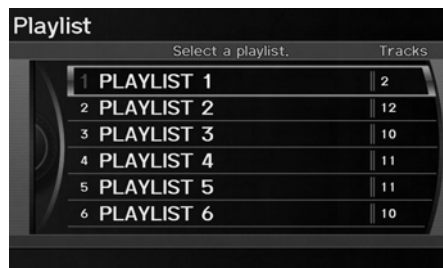 Playlist
Select a playlist. Tracks
1 PLAYLIST 1 2
2 PLAYLIST 2 12
3 PLAYLIST 3 10
4 PLAYLIST 4 11
5 PLAYLIST 5 11
6 PLAYLIST 6 10